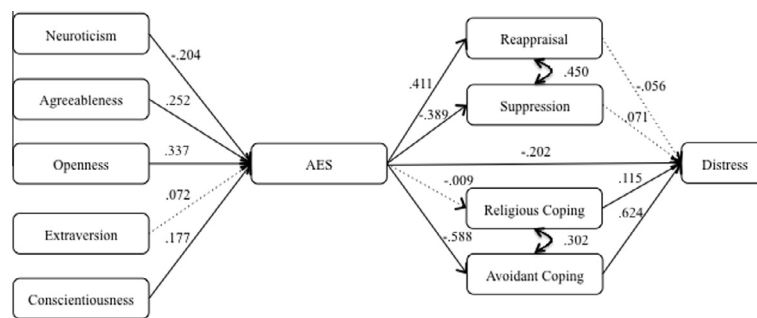 Neuroticism
Agreeableness
Openness
Extraversion
Conscientiousness
-.204
.252
.337
.072
.177
AES
.411
-.389
-.202
-.009
-.588
Reappraisal
.450
Suppression
Religious Coping
.302
Avoidant Coping
-.056
.071
.115
.624
Distress